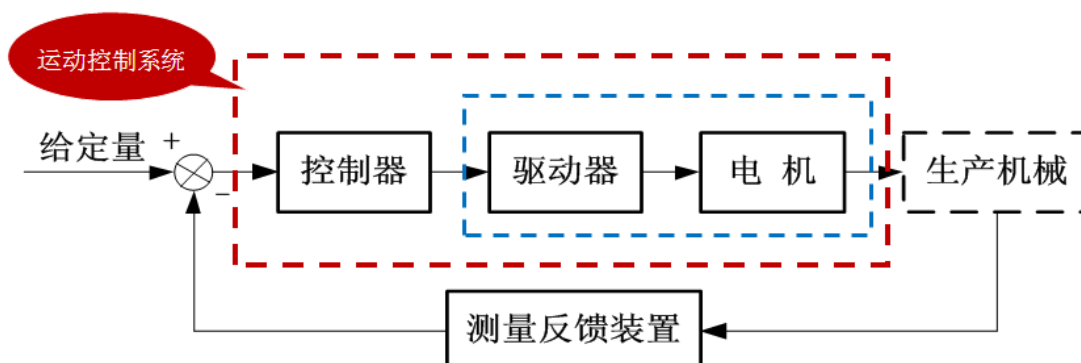 运动控制系统
给定量
+
-
控制器
驱动器
电 机
生产机械
测量反馈装置